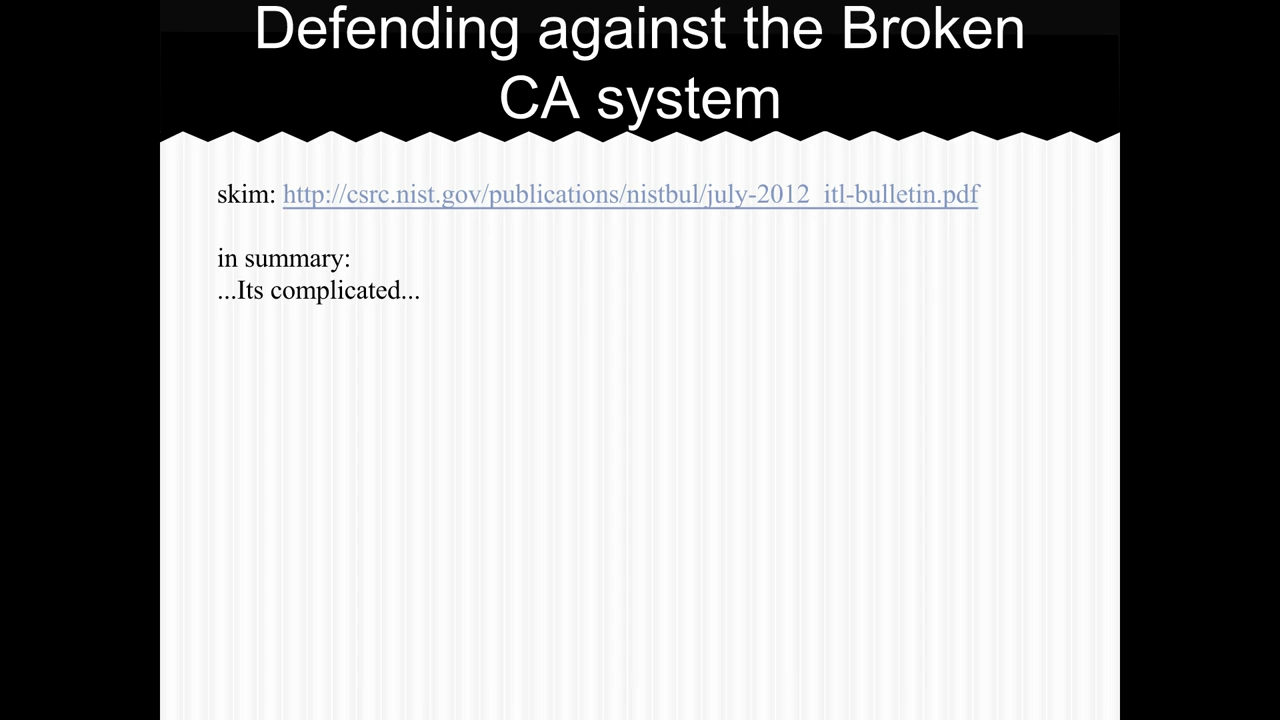 Defending against the Broken
CA system
skim: http://csrc.nist.gov/publications/nistbul/july-2012_itl-bulletin.pdf
in summary:
...Its complicated...